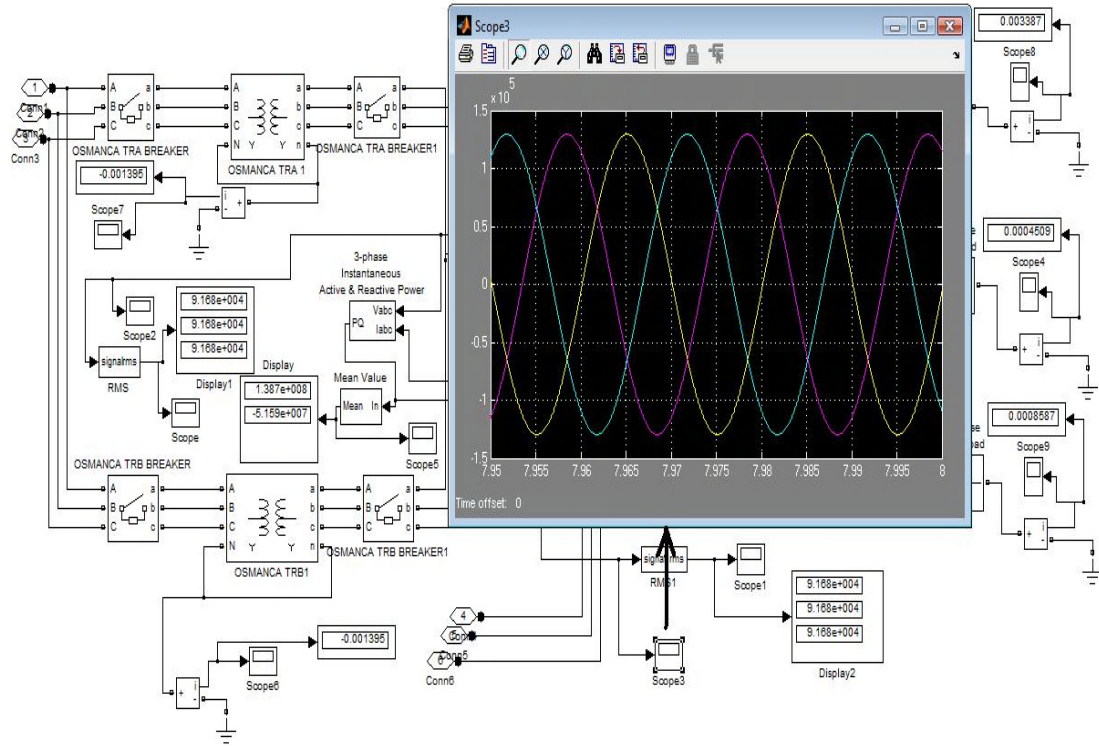 Scope3
x 10
5
1.5
1
0.5
0
-0.5
-1
-1.5
7.95 7.955 7.96 7.965 7.97 7.975 7.98 7.985 7.99 7.995 8
Time offset: 0
0.003387
Scope8
1
Conn1
2
Conn2
3
Conn3
A a
B b
C c
OSMANCA TRA BREAKER
A a
B b
C c
N Y Y n
OSMANCA TRA 1
A a
B b
C c
OSMANCA TRA BREAKER1
-0.001395
Scope7
i
-
+
+
i
-
0.0004509
Scope4
+
i
-
3-phase
Instantaneous
Active & Reactive Power
Vabc
PQ
Iabc
Scope2
9.168e+004
9.168e+004
9.168e+004
Display1
signalrms
RMS
Scope
Display
1.387e+008
-5.159e+007
Mean Value
Mean In
Scope5
0.0008587
Scope9
+
i
-
OSMANCA TRB BREAKER
A a
B b
C c
A a
B b
C c
N Y Y n
OSMANCA TRB1
A a
B b
C c
OSMANCA TRB BREAKER1
RMS1
Scope1
9.168e+004
9.168e+004
9.168e+004
Display2
4
5
Conn5
6
Conn6
Scope3
-0.001395
Scope6
+
i
-